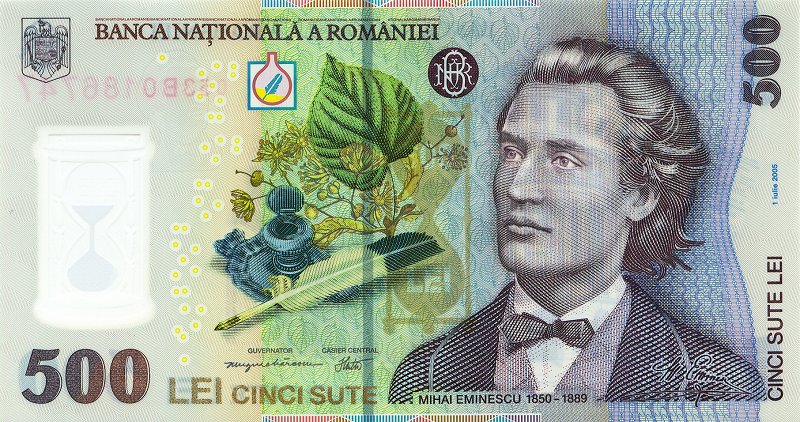 BANCA NAȚIONALĂ A ROMÂNIEI
500
1 iulie 2005
GUVERNATOR
CASIER CENTRAL
500 LEI CINCI SUTE
MIHAI EMINESCU 1850 - 1889
CINCI SUTE LEI